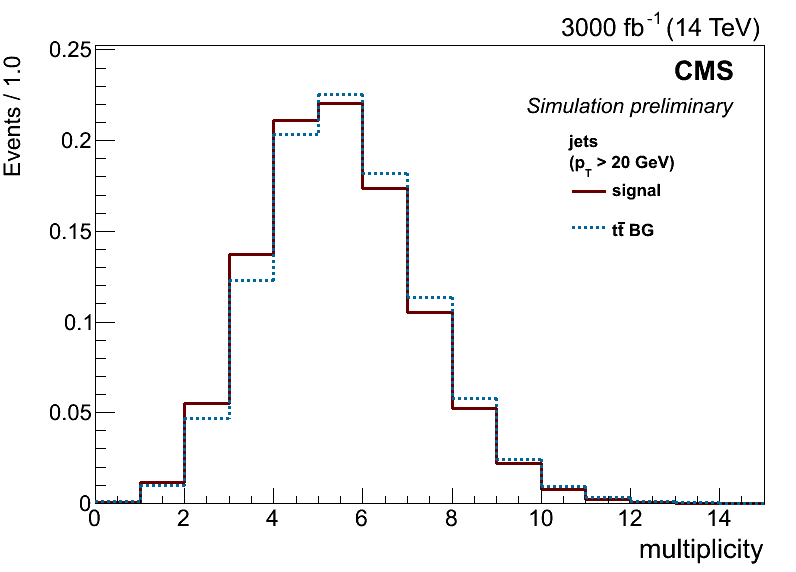 3000 fb⁻¹ (14 TeV)
Events / 1.0
0.25
0.2
0.15
0.1
0.05
0
CMS
Simulation preliminary
jets
(p_T > 20 GeV)
signal
tt̄ BG
0 2 4 6 8 10 12 14
multiplicity